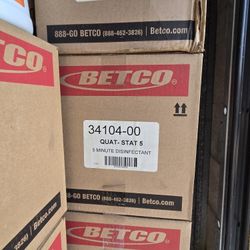 888-GO BETCO (888-462-3826) Betco.com
BETCO
34104-00
QUAT- STAT 5
5 MINUTE DISINFECTANT
888-GO BETCO (888-462-3826) Betco.com
BETCO